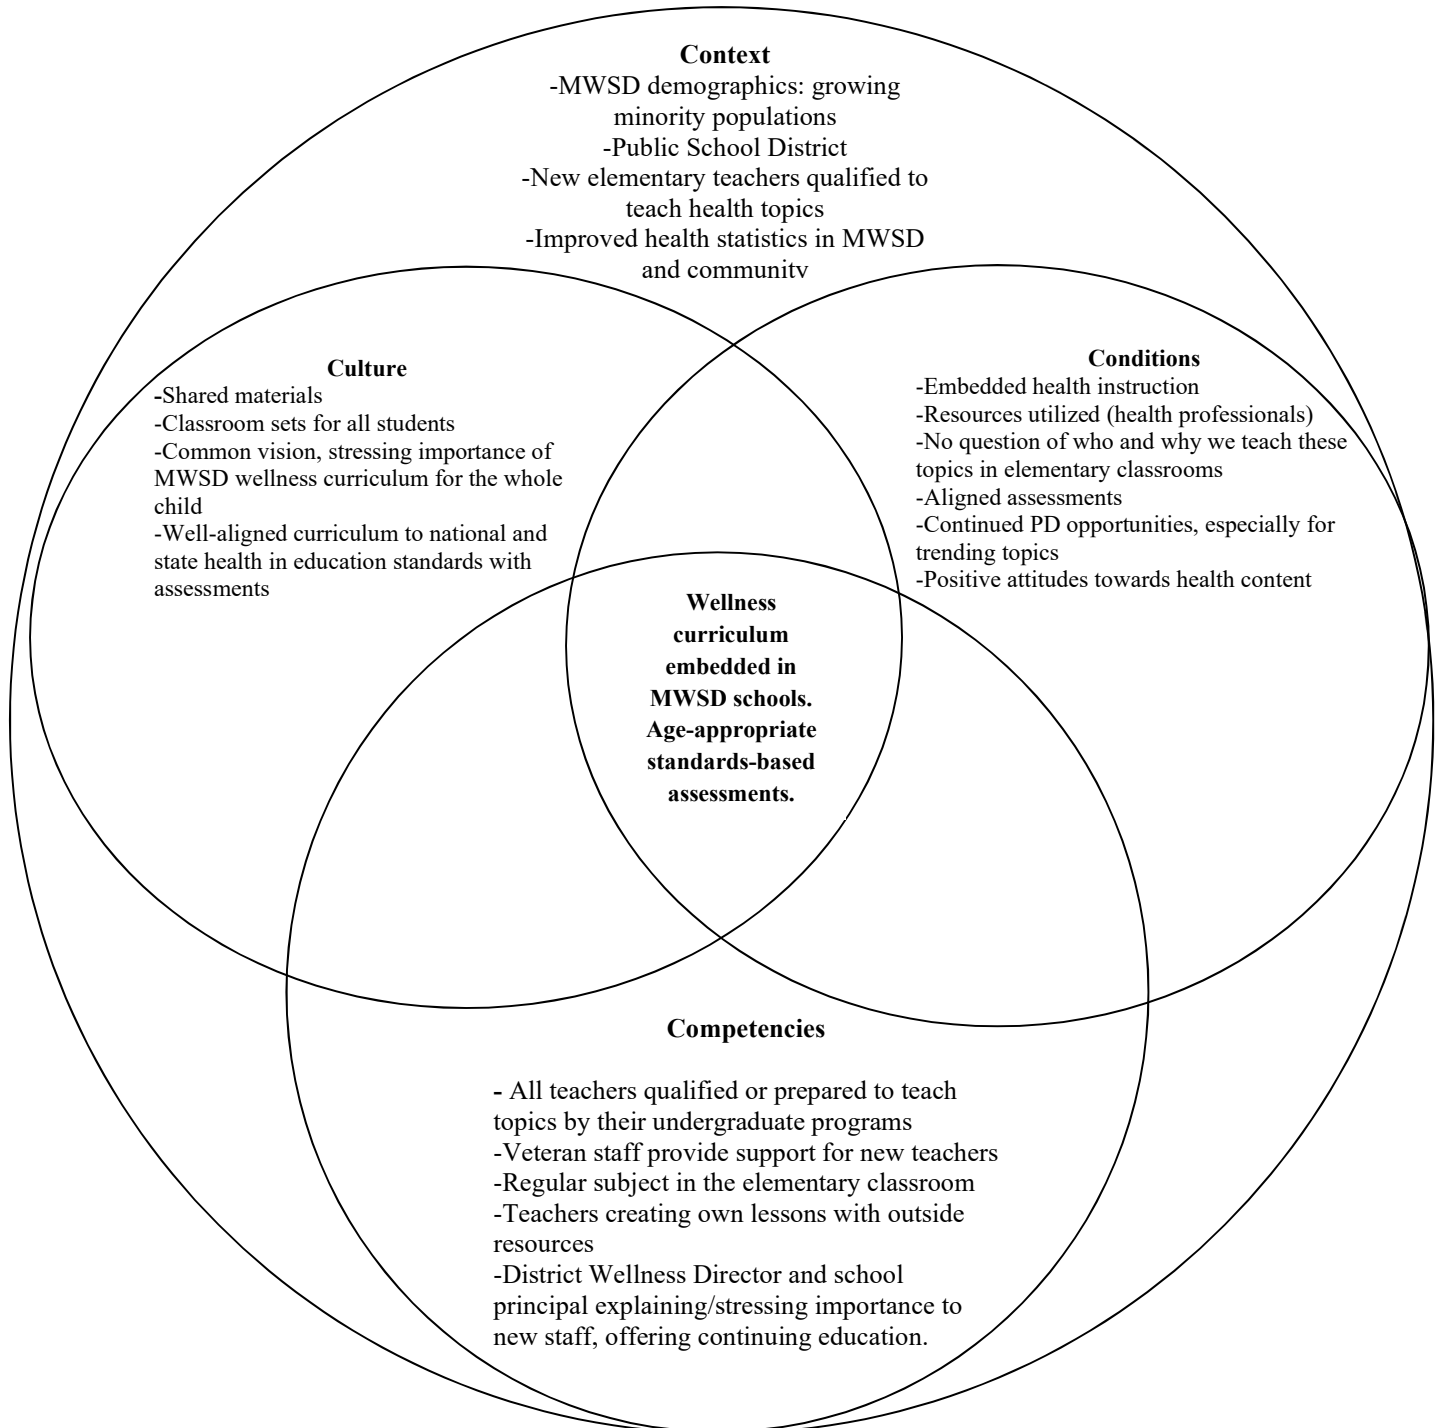 Context
-MWSD demographics: growing
minority populations
-Public School District
-New elementary teachers qualified to
teach health topics
-Improved health statistics in MWSD
and community
Culture
-Shared materials
-Classroom sets for all students
-Common vision, stressing importance of
MWSD wellness curriculum for the whole
child
-Well-aligned curriculum to national and
state health in education standards with
assessments
Conditions
-Embedded health instruction
-Resources utilized (health professionals)
-No question of who and why we teach these
topics in elementary classrooms
-Aligned assessments
-Continued PD opportunities, especially for
trending topics
-Positive attitudes towards health content
Wellness
curriculum
embedded in
MWSD schools.
Age-appropriate
standards-based
assessments.
Competencies
- All teachers qualified or prepared to teach
topics by their undergraduate programs
-Veteran staff provide support for new teachers
-Regular subject in the elementary classroom
-Teachers creating own lessons with outside
resources
-District Wellness Director and school
principal explaining/stressing importance to
new staff, offering continuing education.